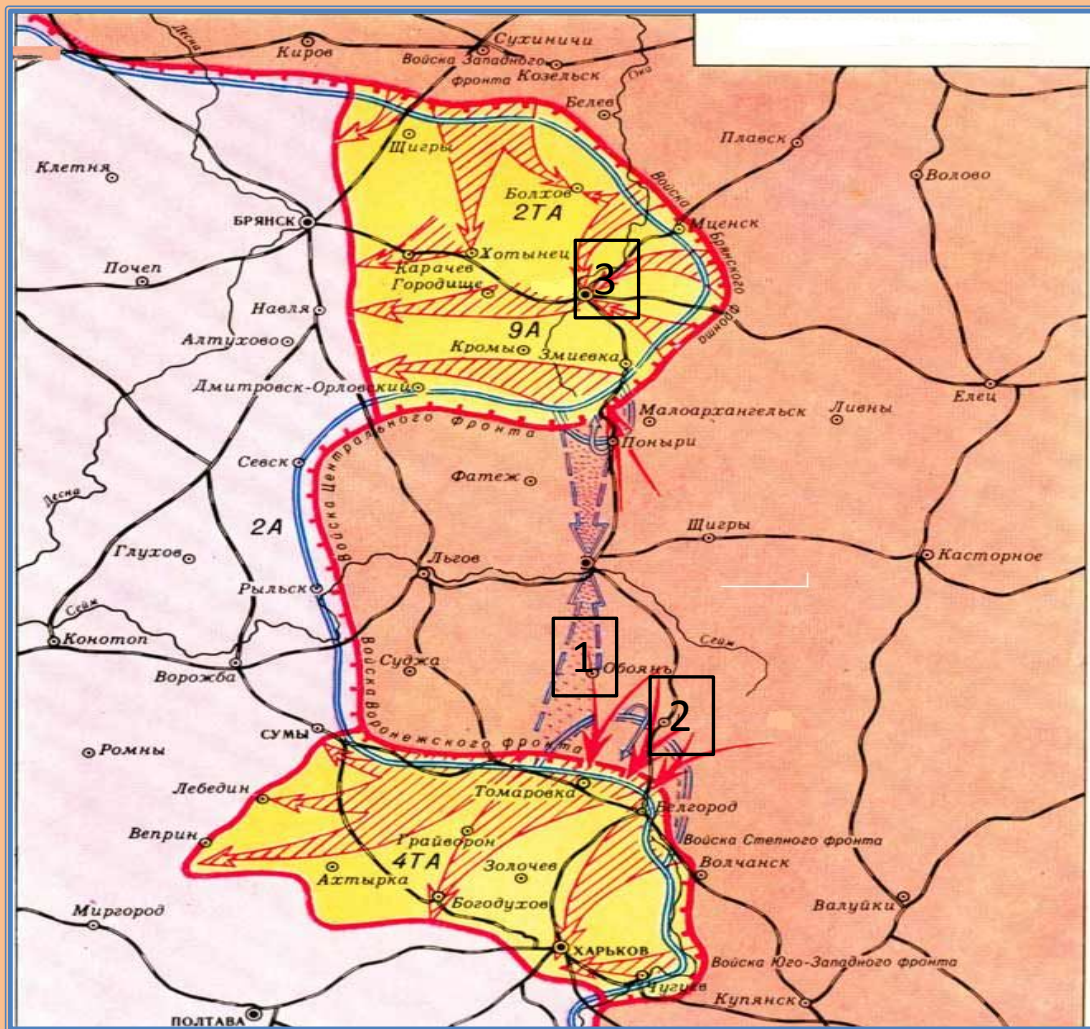 Десна
Киров
Сухиничи
Войска Западного
фронта
Козельск
Ока
Белев
Плавск
Щигры
Клетня
Волово
Болхов
2ТА
Войска Брянского фронта
Мценск
БРЯНСК
Хотынец
Карачев
3
Почеп
Городище
Навля
9А
Алтухово
Кромы
Змиевка
Дмитровск-Орловский
Елец
Малоархангельск
Ливны
Войска Центрального фронта
Поныри
Севск
Фатеж
Десна
2А
Щигры
Глухов
Льгов
Касторное
Рыльск
Сейм
Конотоп
Сейм
1
Ворожба
Суджа
Обоянь
Войска Воронежского фронта
2
СУМЫ
Ромны
Лебедин
Томаровка
Белгород
Веприн
Грайворон
Войска Степного фронта
4ТА
Золочев
Волчанск
Ахтырка
Богодухов
Валуйки
Миргород
ХАРЬКОВ
Войска Юго-Западного фронта
Чугуев
Купянск
ПОЛТАВА